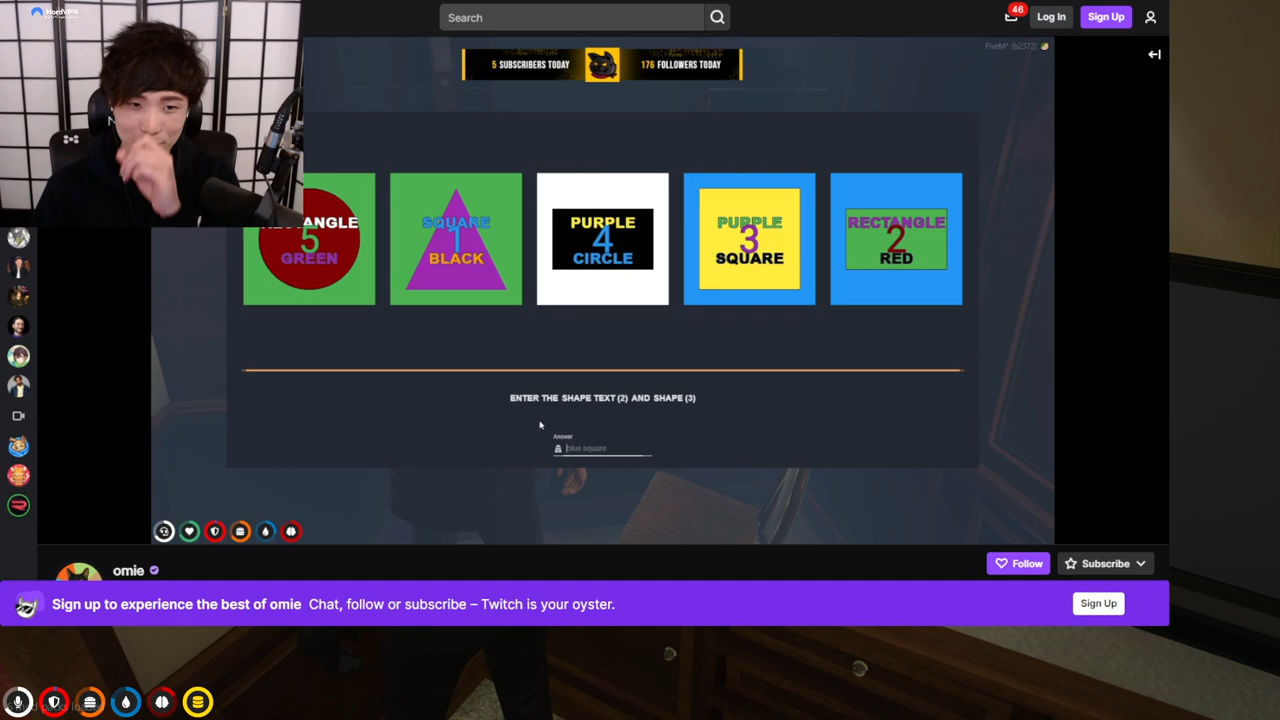 NordVPN
Search
46
Log In
Sign Up
FiveM* (b2372)
5 SUBSCRIBERS TODAY
176 FOLLOWERS TODAY
ANGLE
5
GREEN
SQUARE
1
BLACK
PURPLE
4
CIRCLE
PURPLE
3
SQUARE
RECTANGLE
2
RED
ENTER THE SHAPE TEXT (2) AND SHAPE (3)
Answer
blue square
omie
Follow
Subscribe
Sign up to experience the best of omie Chat, follow or subscribe – Twitch is your oyster.
Sign Up